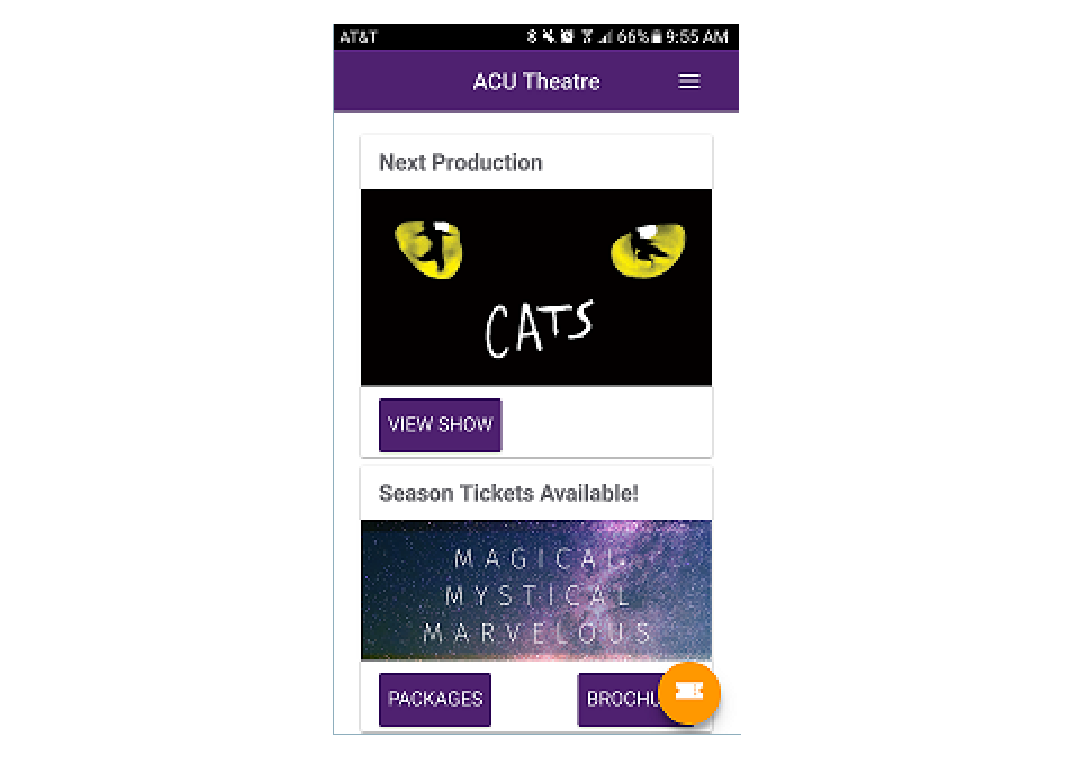 AT&T 66% 9:55 AM
ACU Theatre
Next Production
CATS
VIEW SHOW
Season Tickets Available!
MAGICAL
MYSTICAL
MARVELOUS
PACKAGES BROCHU